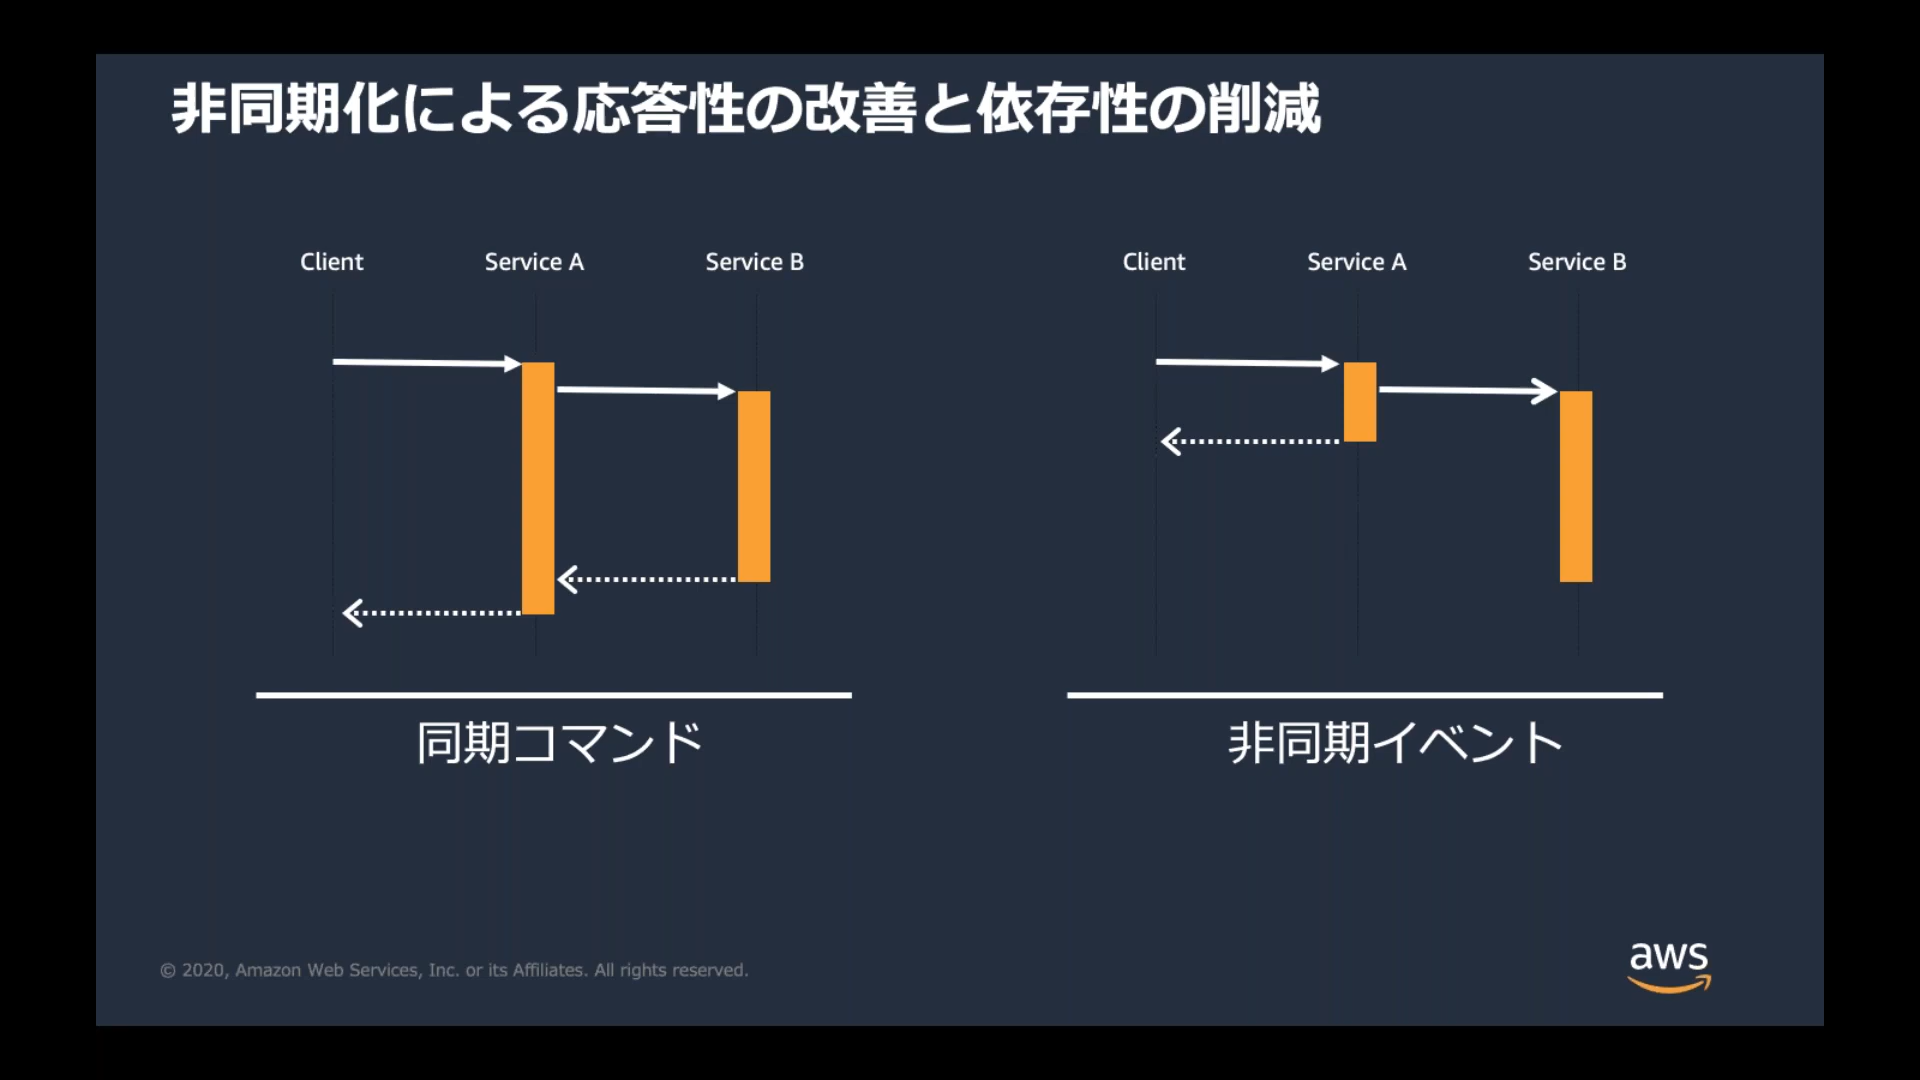 非同期化による応答性の改善と依存性の削減
Client Service A Service B
Client Service A Service B
同期コマンド
非同期イベント
© 2020, Amazon Web Services, Inc. or its Affiliates. All rights reserved.
aws